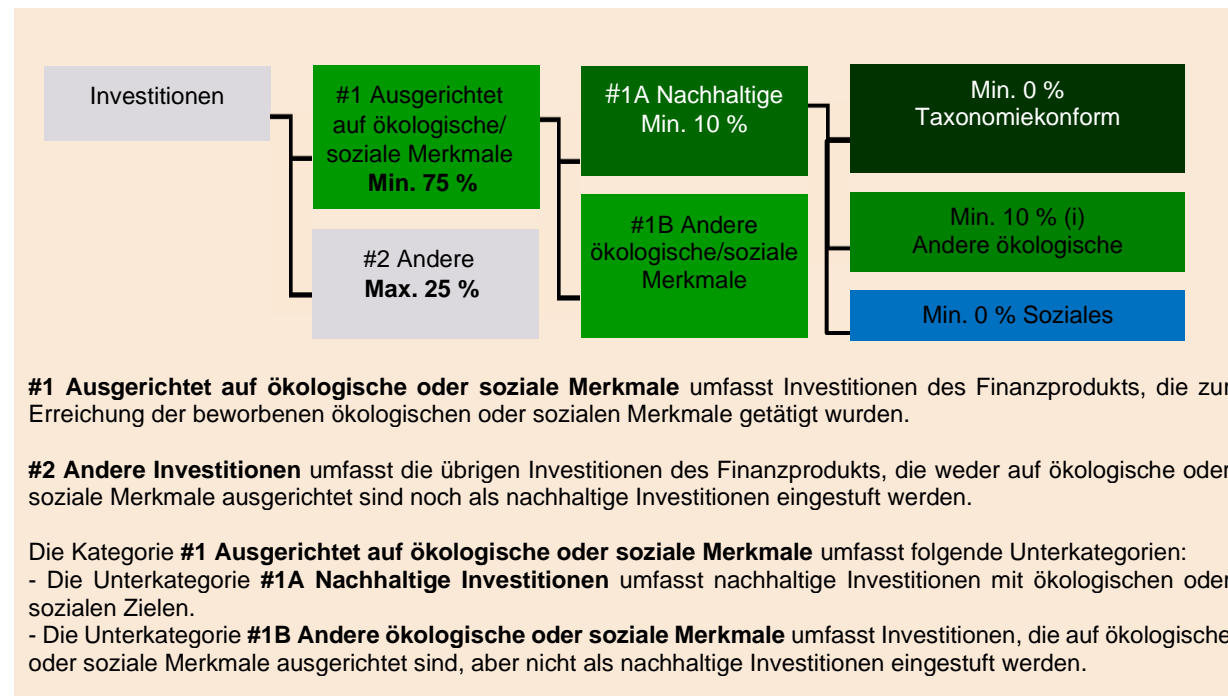 Investitionen
#1 Ausgerichtet
auf ökologische/
soziale Merkmale
Min. 75 %
#2 Andere
Max. 25 %
#1A Nachhaltige
Min. 10 %
#1B Andere
ökologische/soziale
Merkmale
Min. 0 %
Taxonomiekonform
Min. 10 % (i)
Andere ökologische
Min. 0 % Soziales
#1 Ausgerichtet auf ökologische oder soziale Merkmale umfasst Investitionen des Finanzprodukts, die zur
Erreichung der beworbenen ökologischen oder sozialen Merkmale getätigt wurden.
#2 Andere Investitionen umfasst die übrigen Investitionen des Finanzprodukts, die weder auf ökologische oder
soziale Merkmale ausgerichtet sind noch als nachhaltige Investitionen eingestuft werden.
Die Kategorie #1 Ausgerichtet auf ökologische oder soziale Merkmale umfasst folgende Unterkategorien:
- Die Unterkategorie #1A Nachhaltige Investitionen umfasst nachhaltige Investitionen mit ökologischen oder
sozialen Zielen.
- Die Unterkategorie #1B Andere ökologische oder soziale Merkmale umfasst Investitionen, die auf ökologische
oder soziale Merkmale ausgerichtet sind, aber nicht als nachhaltige Investitionen eingestuft werden.